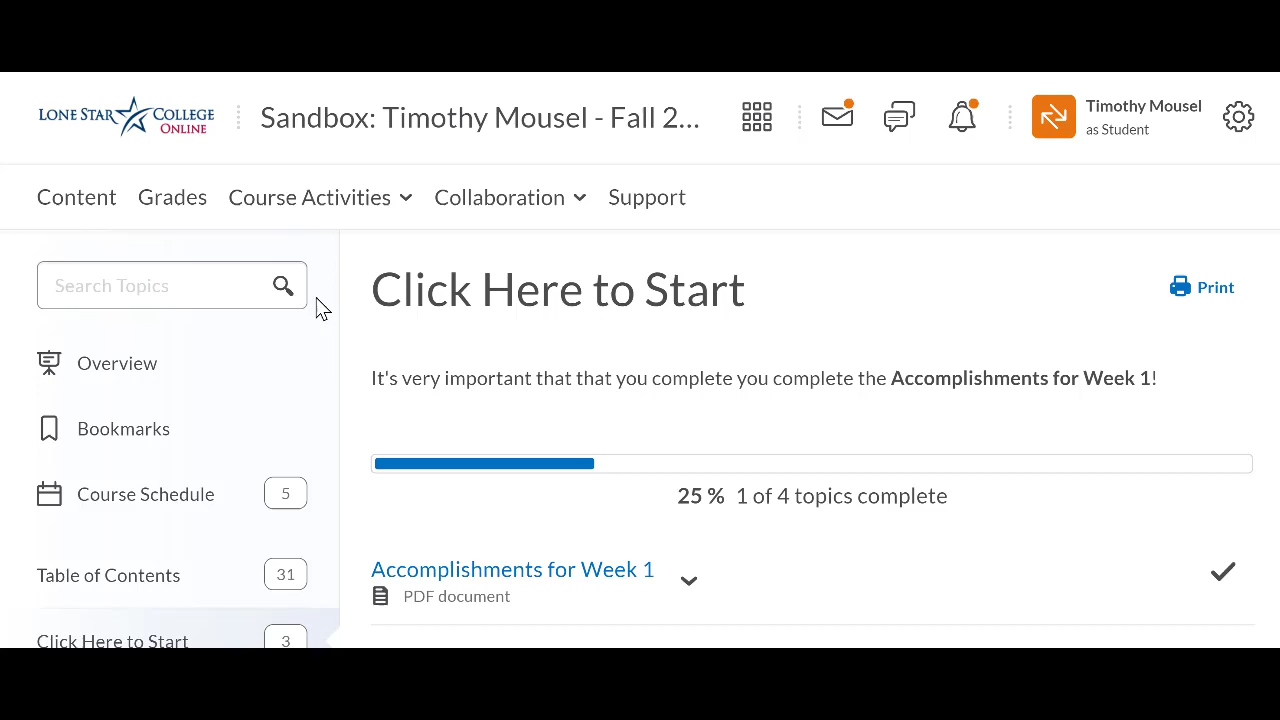 LONE STAR COLLEGE
ONLINE
Sandbox: Timothy Mousel - Fall 2...
Timothy Mousel
as Student
Content Grades Course Activities Collaboration Support
Search Topics
Overview
Bookmarks
Course Schedule 5
Table of Contents 31
Click Here to Start 3
Click Here to Start
Print
It's very important that that you complete you complete the Accomplishments for Week 1!
25 % 1 of 4 topics complete
Accomplishments for Week 1
PDF document